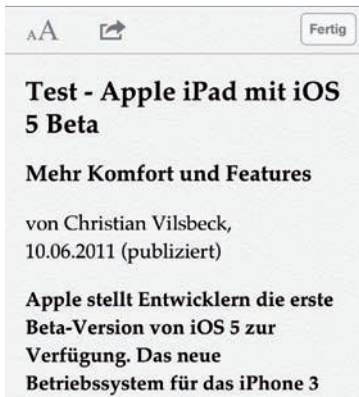 AA
Fertig
Test - Apple iPad mit iOS
5 Beta
Mehr Komfort und Features
von Christian Vilsbeck,
10.06.2011 (publiziert)
Apple stellt Entwicklern die erste
Beta-Version von iOS 5 zur
Verfügung. Das neue
Betriebssystem für das iPhone 3